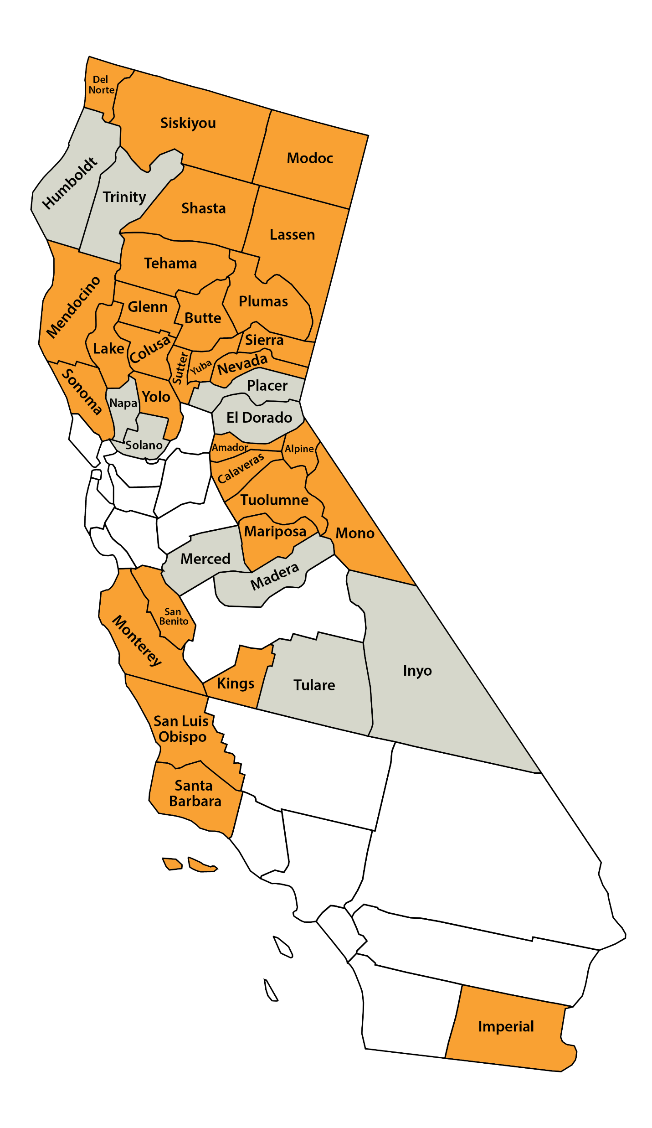 Del
Norte
Siskiyou
Modoc
Humboldt
Trinity
Shasta
Lassen
Tehama
Mendocino
Glenn
Butte
Plumas
Lake
Colusa
Sutter
Yuba
Sierra
Nevada
Sonoma
Napa
Yolo
Placer
El Dorado
Solano
Amador
Alpine
Calaveras
Tuolumne
Mariposa
Mono
Merced
Madera
San
Benito
Monterey
Kings
Tulare
Inyo
San Luis
Obispo
Santa
Barbara
Imperial